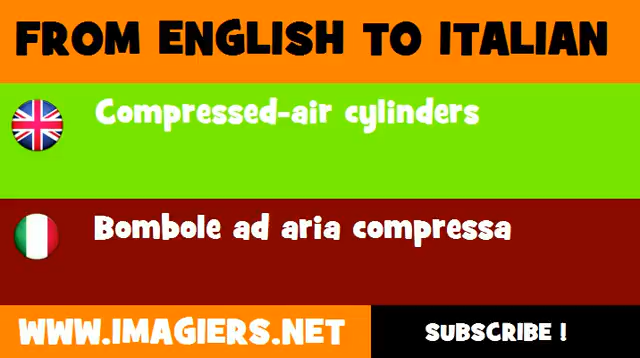 FROM ENGLISH TO ITALIAN
Compressed-air cylinders
Bombole ad aria compressa
WWW.IMAGIERS.NET
SUBSCRIBE !